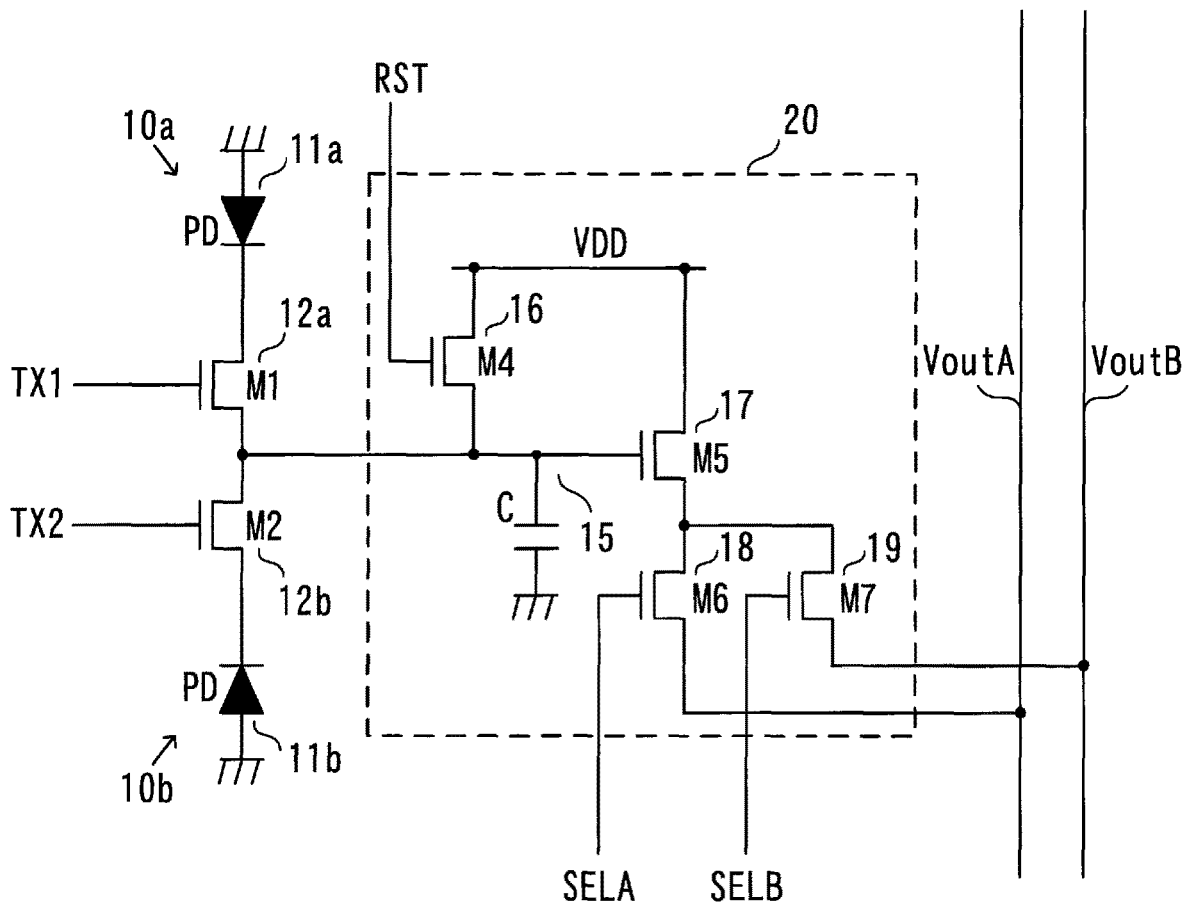 RST
10a
11a
20
PD
VDD
12a
16
M4
VoutA
VoutB
TX1
M1
17
M5
TX2
M2
C
15
18
19
12b
M6
M7
PD
11b
10b
SELA
SELB